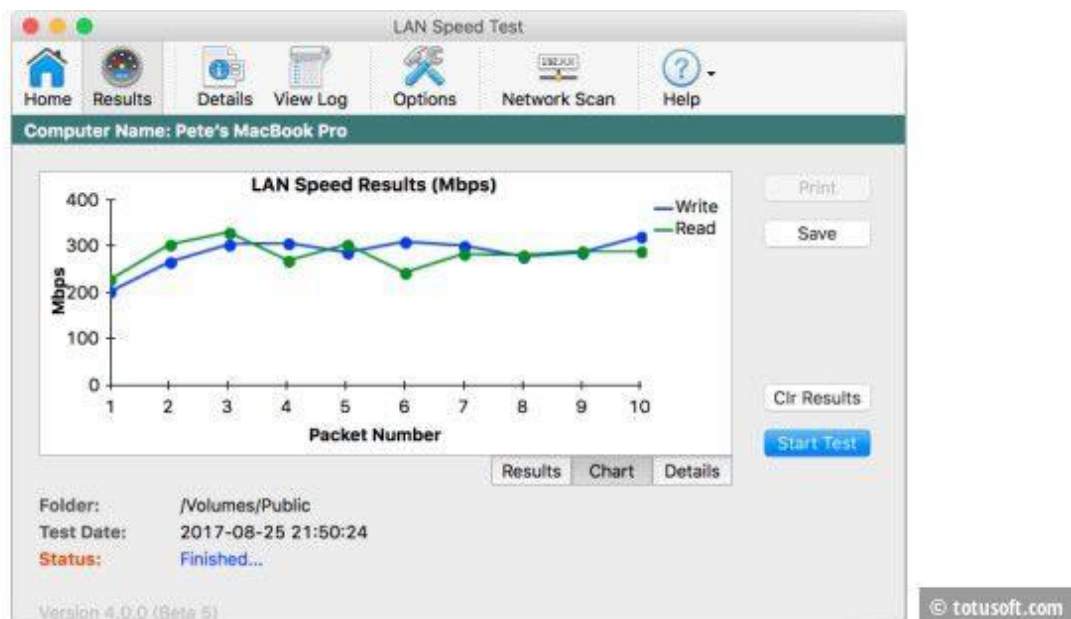 LAN Speed Test
Home Results Details View Log Options Network Scan Help
Computer Name: Pete's MacBook Pro
LAN Speed Results (Mbps)
400
300
200
100
0
Mbps
Write
Read
1 2 3 4 5 6 7 8 9 10
Packet Number
Print
Save
Clr Results
Start Test
Results Chart Details
Folder: /Volumes/Public
Test Date: 2017-08-25 21:50:24
Status: Finished...
Version 4.0.0 (Beta 5)
© totusoft.com